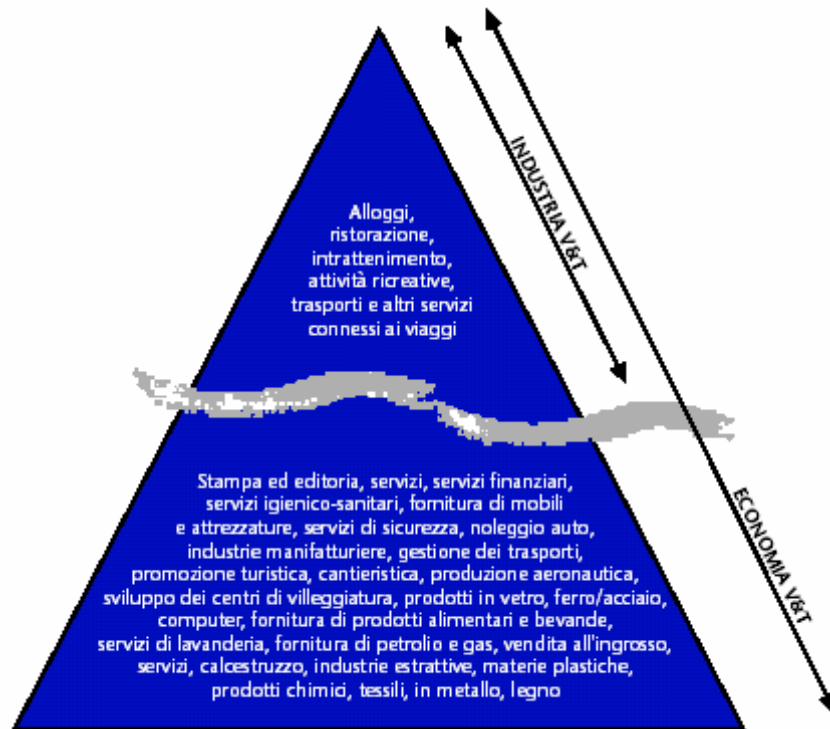 INDUSTRIA V&T
ECONOMIA V&T
Alloggi,
ristorazione,
intrattenimento,
attività ricreative,
trasporti e altri servizi
connessi ai viaggi
Stampa ed editoria, servizi, servizi finanziari,
servizi igienico-sanitari, fornitura di mobili
e attrezzature, servizi di sicurezza, noleggio auto,
industrie manifatturiere, gestione dei trasporti,
promozione turistica, cantieristica, produzione aeronautica,
sviluppo dei centri di villeggiatura, prodotti in vetro, ferro/acciaio,
computer, fornitura di prodotti alimentari e bevande,
servizi di lavanderia, fornitura di petrolio e gas, vendita all'ingrosso,
servizi, calcestruzzo, industrie estrattive, materie plastiche,
prodotti chimici, tessili, in metallo, legno